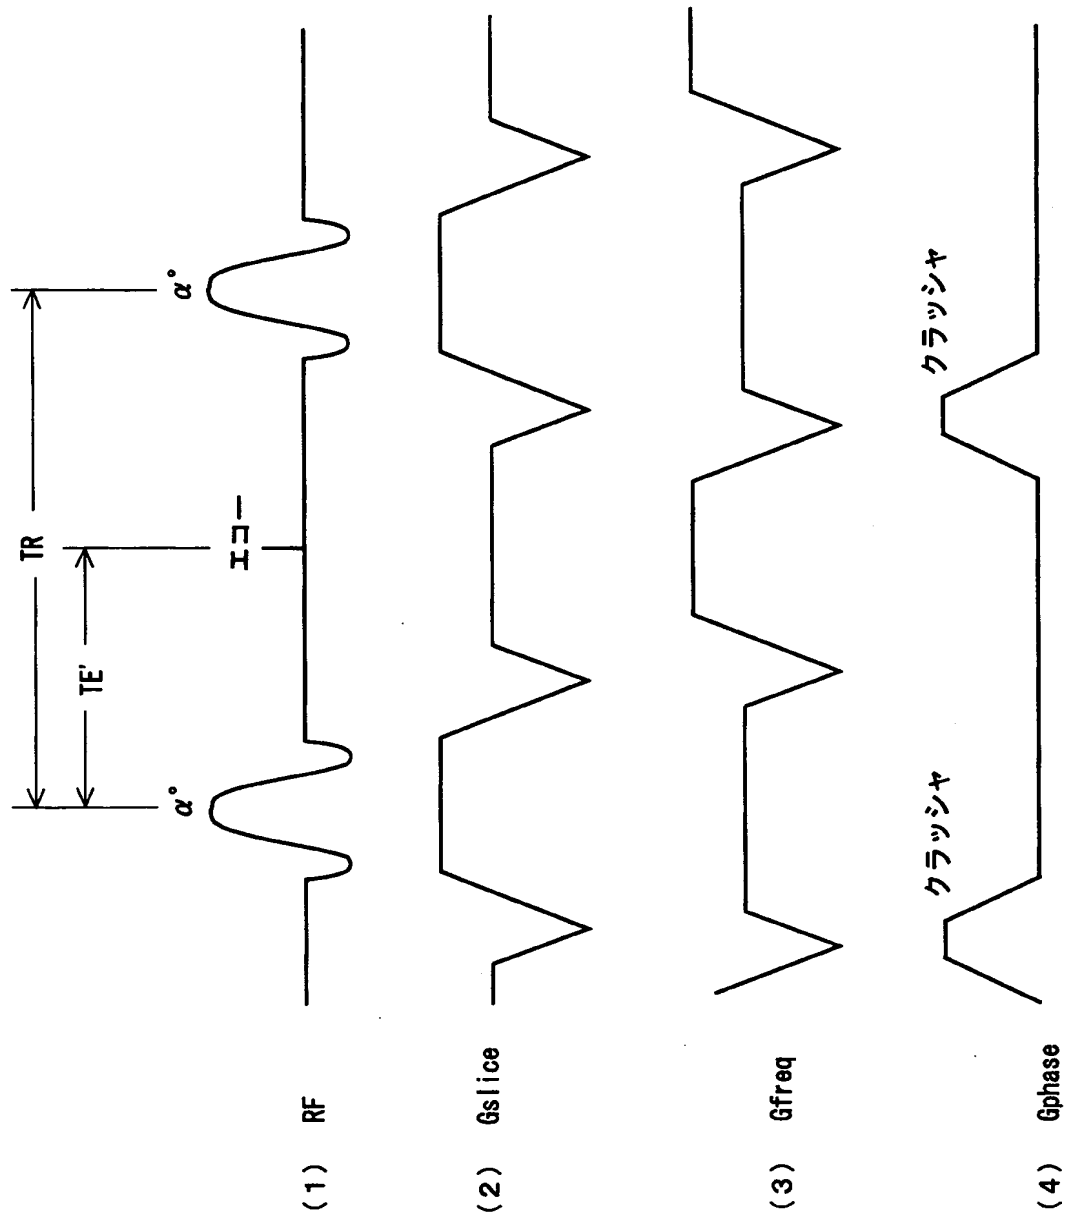 TR
TE'
α°
α°
エコー
(1) RF
(2) Gslice
(3) Gfreq
クラッシャ
クラッシャ
(4) Gphase